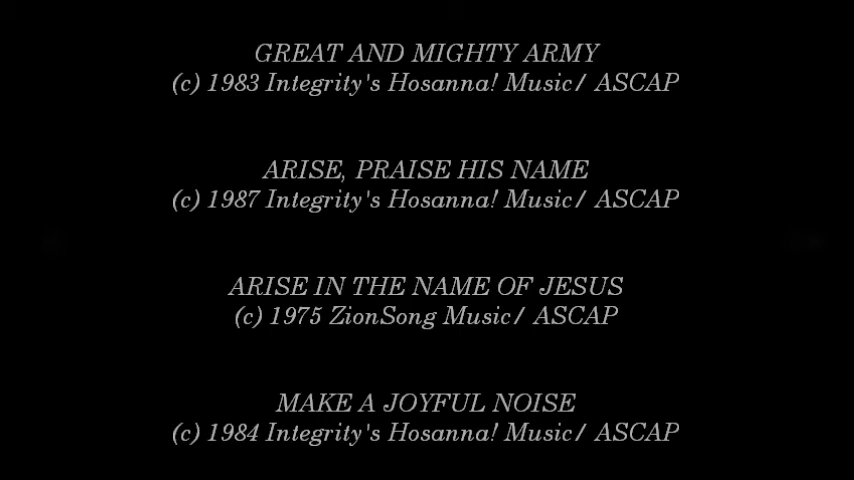 GREAT AND MIGHTY ARMY
(c) 1983 Integrity's Hosanna! Music/ ASCAP
ARISE, PRAISE HIS NAME
(c) 1987 Integrity's Hosanna! Music/ ASCAP
ARISE IN THE NAME OF JESUS
(c) 1975 ZionSong Music/ ASCAP
MAKE A JOYFUL NOISE
(c) 1984 Integrity's Hosanna! Music/ ASCAP